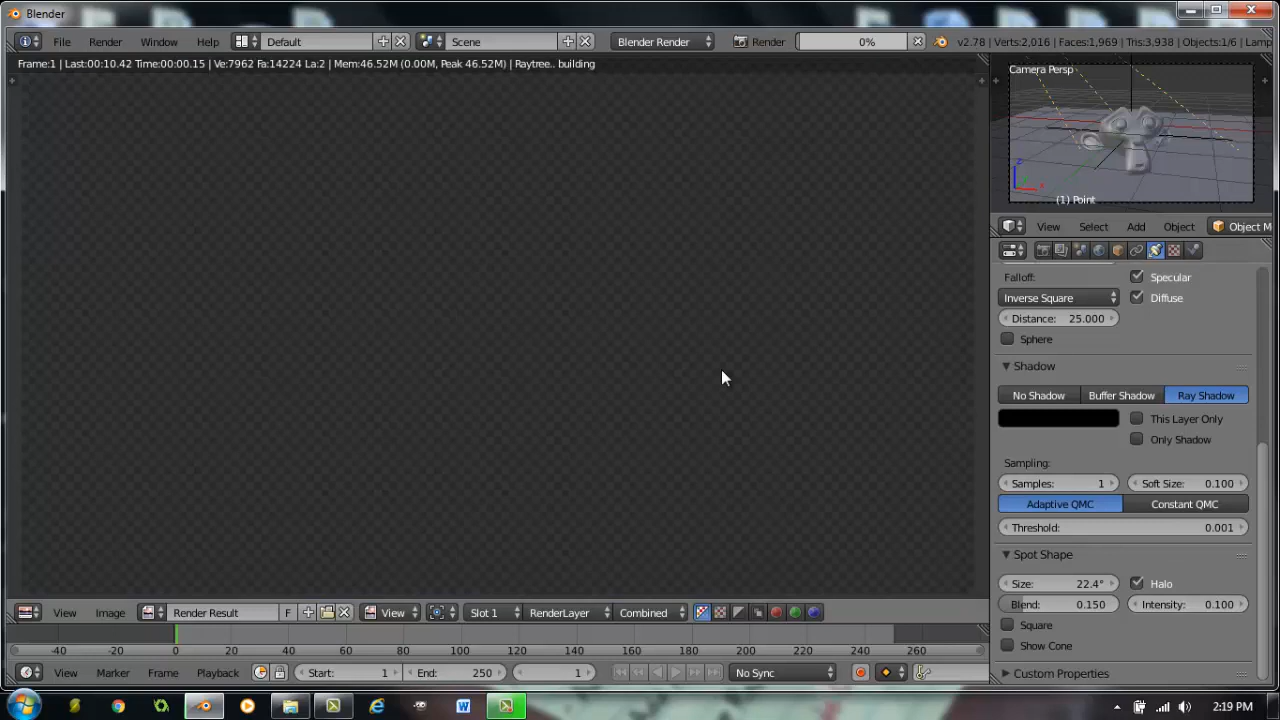 Blender
File Render Window Help Default Scene Blender Render Render 0% v2.78 | Verts:2,016 | Faces:1,969 | Tris:3,938 | Objects:1/6 | Lamp
Frame:1 | Last:00:10.42 Time:00:00.15 | Ve:7962 Fa:14224 La:2 | Mem:46.52M (0.00M, Peak 46.52M) | Raytree.. building
Camera Persp
(1) Point
View Select Add Object Object M
Falloff:
Specular
Inverse Square
Diffuse
Distance: 25.000
Sphere
Shadow
No Shadow Buffer Shadow Ray Shadow
This Layer Only
Only Shadow
Sampling:
Samples: 1 Soft Size: 0.100
Adaptive QMC Constant QMC
Threshold: 0.001
Spot Shape
Size: 22.4° Halo
Blend: 0.150 Intensity: 0.100
Square
Show Cone
Custom Properties
View Image Render Result F View Slot 1 RenderLayer Combined
-40 -20 0 20 40 60 80 100 120 140 160 180 200 220 240 260
View Marker Frame Playback Start: 1 End: 250 1 No Sync
2:19 PM